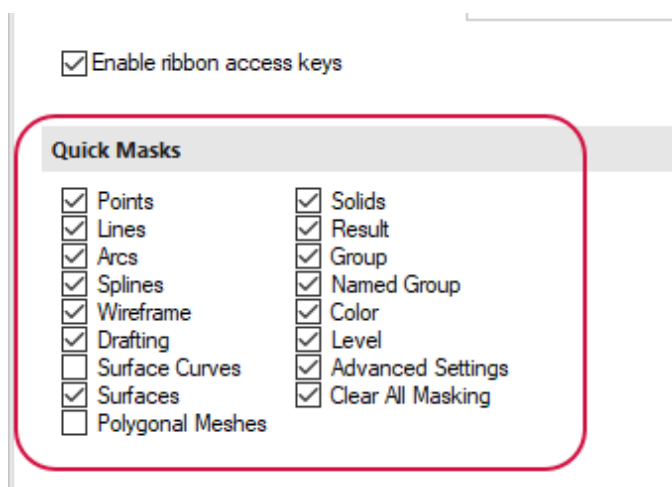 Enable ribbon access keys
Quick Masks
Points
Lines
Arcs
Splines
Wireframe
Drafting
Surface Curves
Surfaces
Polygonal Meshes
Solids
Result
Group
Named Group
Color
Level
Advanced Settings
Clear All Masking